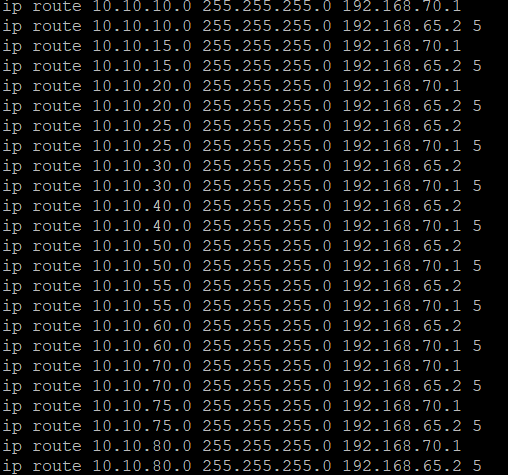 ip route 10.10.10.0 255.255.255.0 192.168.70.1
ip route 10.10.10.0 255.255.255.0 192.168.65.2 5
ip route 10.10.15.0 255.255.255.0 192.168.70.1
ip route 10.10.15.0 255.255.255.0 192.168.65.2 5
ip route 10.10.20.0 255.255.255.0 192.168.70.1
ip route 10.10.20.0 255.255.255.0 192.168.65.2 5
ip route 10.10.25.0 255.255.255.0 192.168.65.2
ip route 10.10.25.0 255.255.255.0 192.168.70.1 5
ip route 10.10.30.0 255.255.255.0 192.168.65.2
ip route 10.10.30.0 255.255.255.0 192.168.70.1 5
ip route 10.10.40.0 255.255.255.0 192.168.65.2
ip route 10.10.40.0 255.255.255.0 192.168.70.1 5
ip route 10.10.50.0 255.255.255.0 192.168.65.2
ip route 10.10.50.0 255.255.255.0 192.168.70.1 5
ip route 10.10.55.0 255.255.255.0 192.168.65.2
ip route 10.10.55.0 255.255.255.0 192.168.70.1 5
ip route 10.10.60.0 255.255.255.0 192.168.65.2
ip route 10.10.60.0 255.255.255.0 192.168.70.1 5
ip route 10.10.70.0 255.255.255.0 192.168.70.1
ip route 10.10.70.0 255.255.255.0 192.168.65.2 5
ip route 10.10.75.0 255.255.255.0 192.168.70.1
ip route 10.10.75.0 255.255.255.0 192.168.65.2 5
ip route 10.10.80.0 255.255.255.0 192.168.70.1
ip route 10.10.80.0 255.255.255.0 192.168.65.2 5